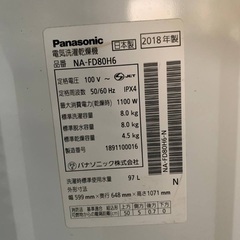 Panasonic
日本製
2018年製
電気洗濯乾燥機
品番 NA-FD80H6
定格電圧 100 V~
JET
定格周波数 50/60 Hz IPX4
最大消費電力(乾燥時) 1100 W
標準洗濯容量 8.0 kg
標準脱水容量 8.0 kg
標準乾燥容量 4.5 kg
製造番号 1891100016
パナソニック株式会社
洗濯時標準使用水量 97 L
N
外形寸法
幅 599 mm × 奥行 648 mm × 高さ 1071 mm
NA-FD80H6-N